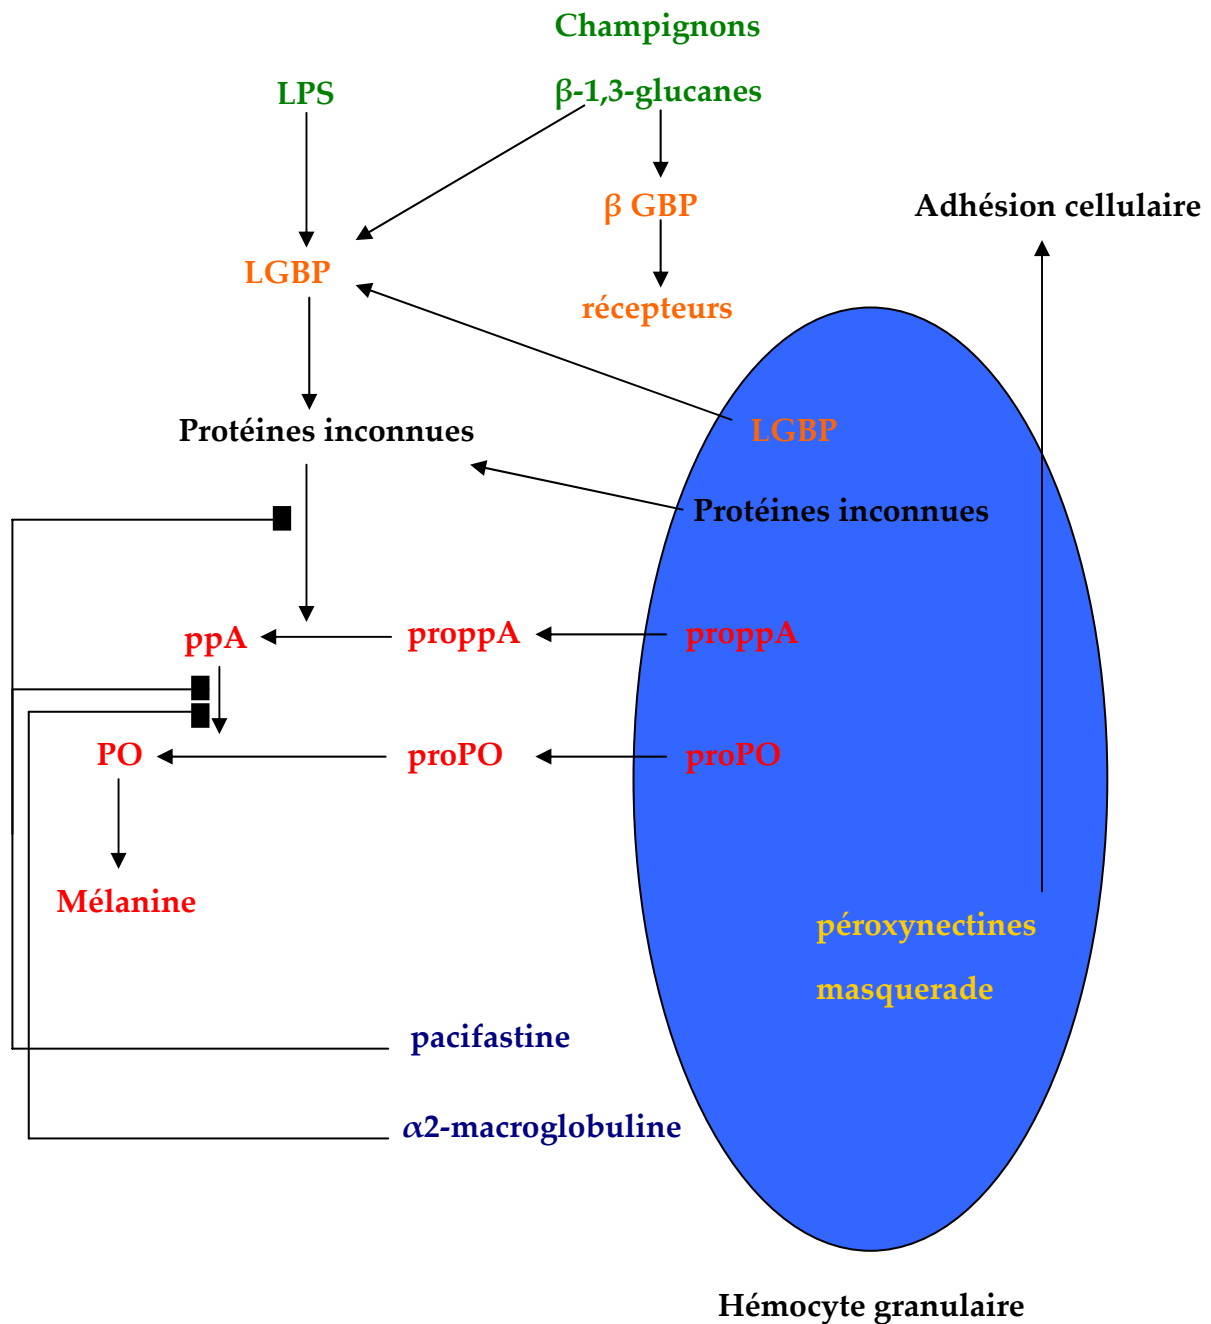 Champignons
LPS
β-1,3-glucanes
β GBP
Adhésion cellulaire
LGBP
récepteurs
Protéines inconnues
LGBP
Protéines inconnues
ppA
proppA
proppA
PO
proPO
proPO
Mélanine
péroxynectines
masquerade
pacifastine
α2-macroglobuline
Hémocyte granulaire